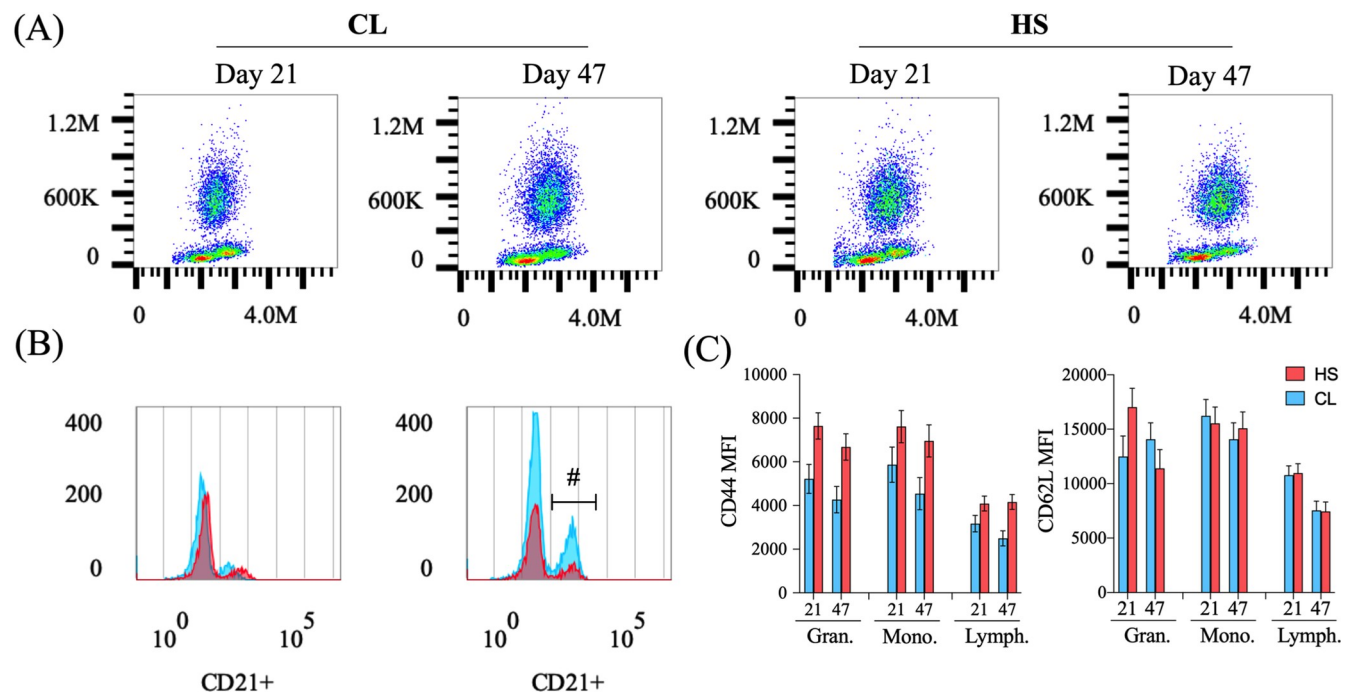 (A)
CL
HS
Day 21
Day 47
Day 21
Day 47
1.2M
600K
0
0
4.0M
1.2M
600K
0
0
4.0M
1.2M
600K
0
0
4.0M
1.2M
600K
0
0
4.0M
(B)
400
200
0
10^0
10^5
CD21+
400
200
0
#
10^0
10^5
CD21+
(C)
CD44 MFI
10000
8000
6000
4000
2000
0
21 47 21 47 21 47
Gran. Mono. Lymph.
CD62L MFI
20000
15000
10000
5000
0
21 47 21 47 21 47
Gran. Mono. Lymph.
HS
CL